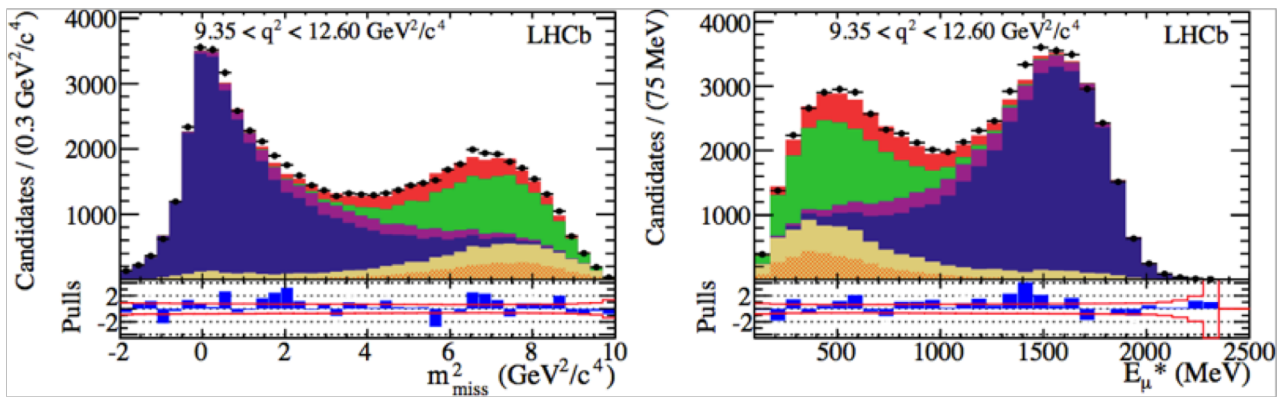 9.35 < q² < 12.60 GeV²/c⁴
LHCb
Candidates / (0.3 GeV²/c⁴)
4000
3000
2000
1000
Pulls
2
-2
-2 0 2 4 6 8 10
m²miss (GeV²/c⁴)
9.35 < q² < 12.60 GeV²/c⁴
LHCb
Candidates / (75 MeV)
4000
3000
2000
1000
Pulls
2
-2
500 1000 1500 2000 2500
Eμ* (MeV)